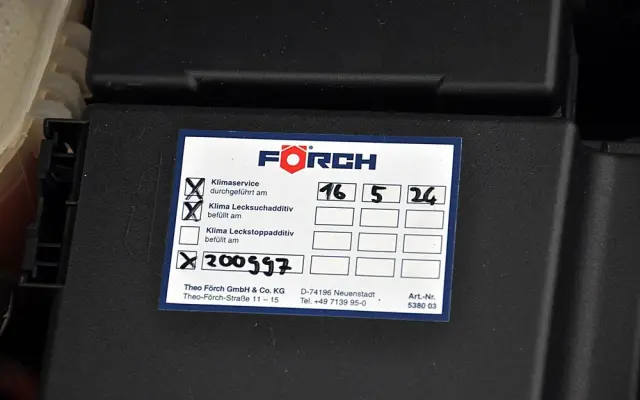 FÖRCH
X Klimaservice durchgeführt am 16 5 24
X Klima Lecksuchadditiv befüllt am
Klima Leckstoppadditiv befüllt am
X 200997
Theo Förch GmbH & Co. KG D-74196 Neuenstadt Art.-Nr.
Theo-Förch-Straße 11 – 15 Tel. +49 7139 95-0 5380 03